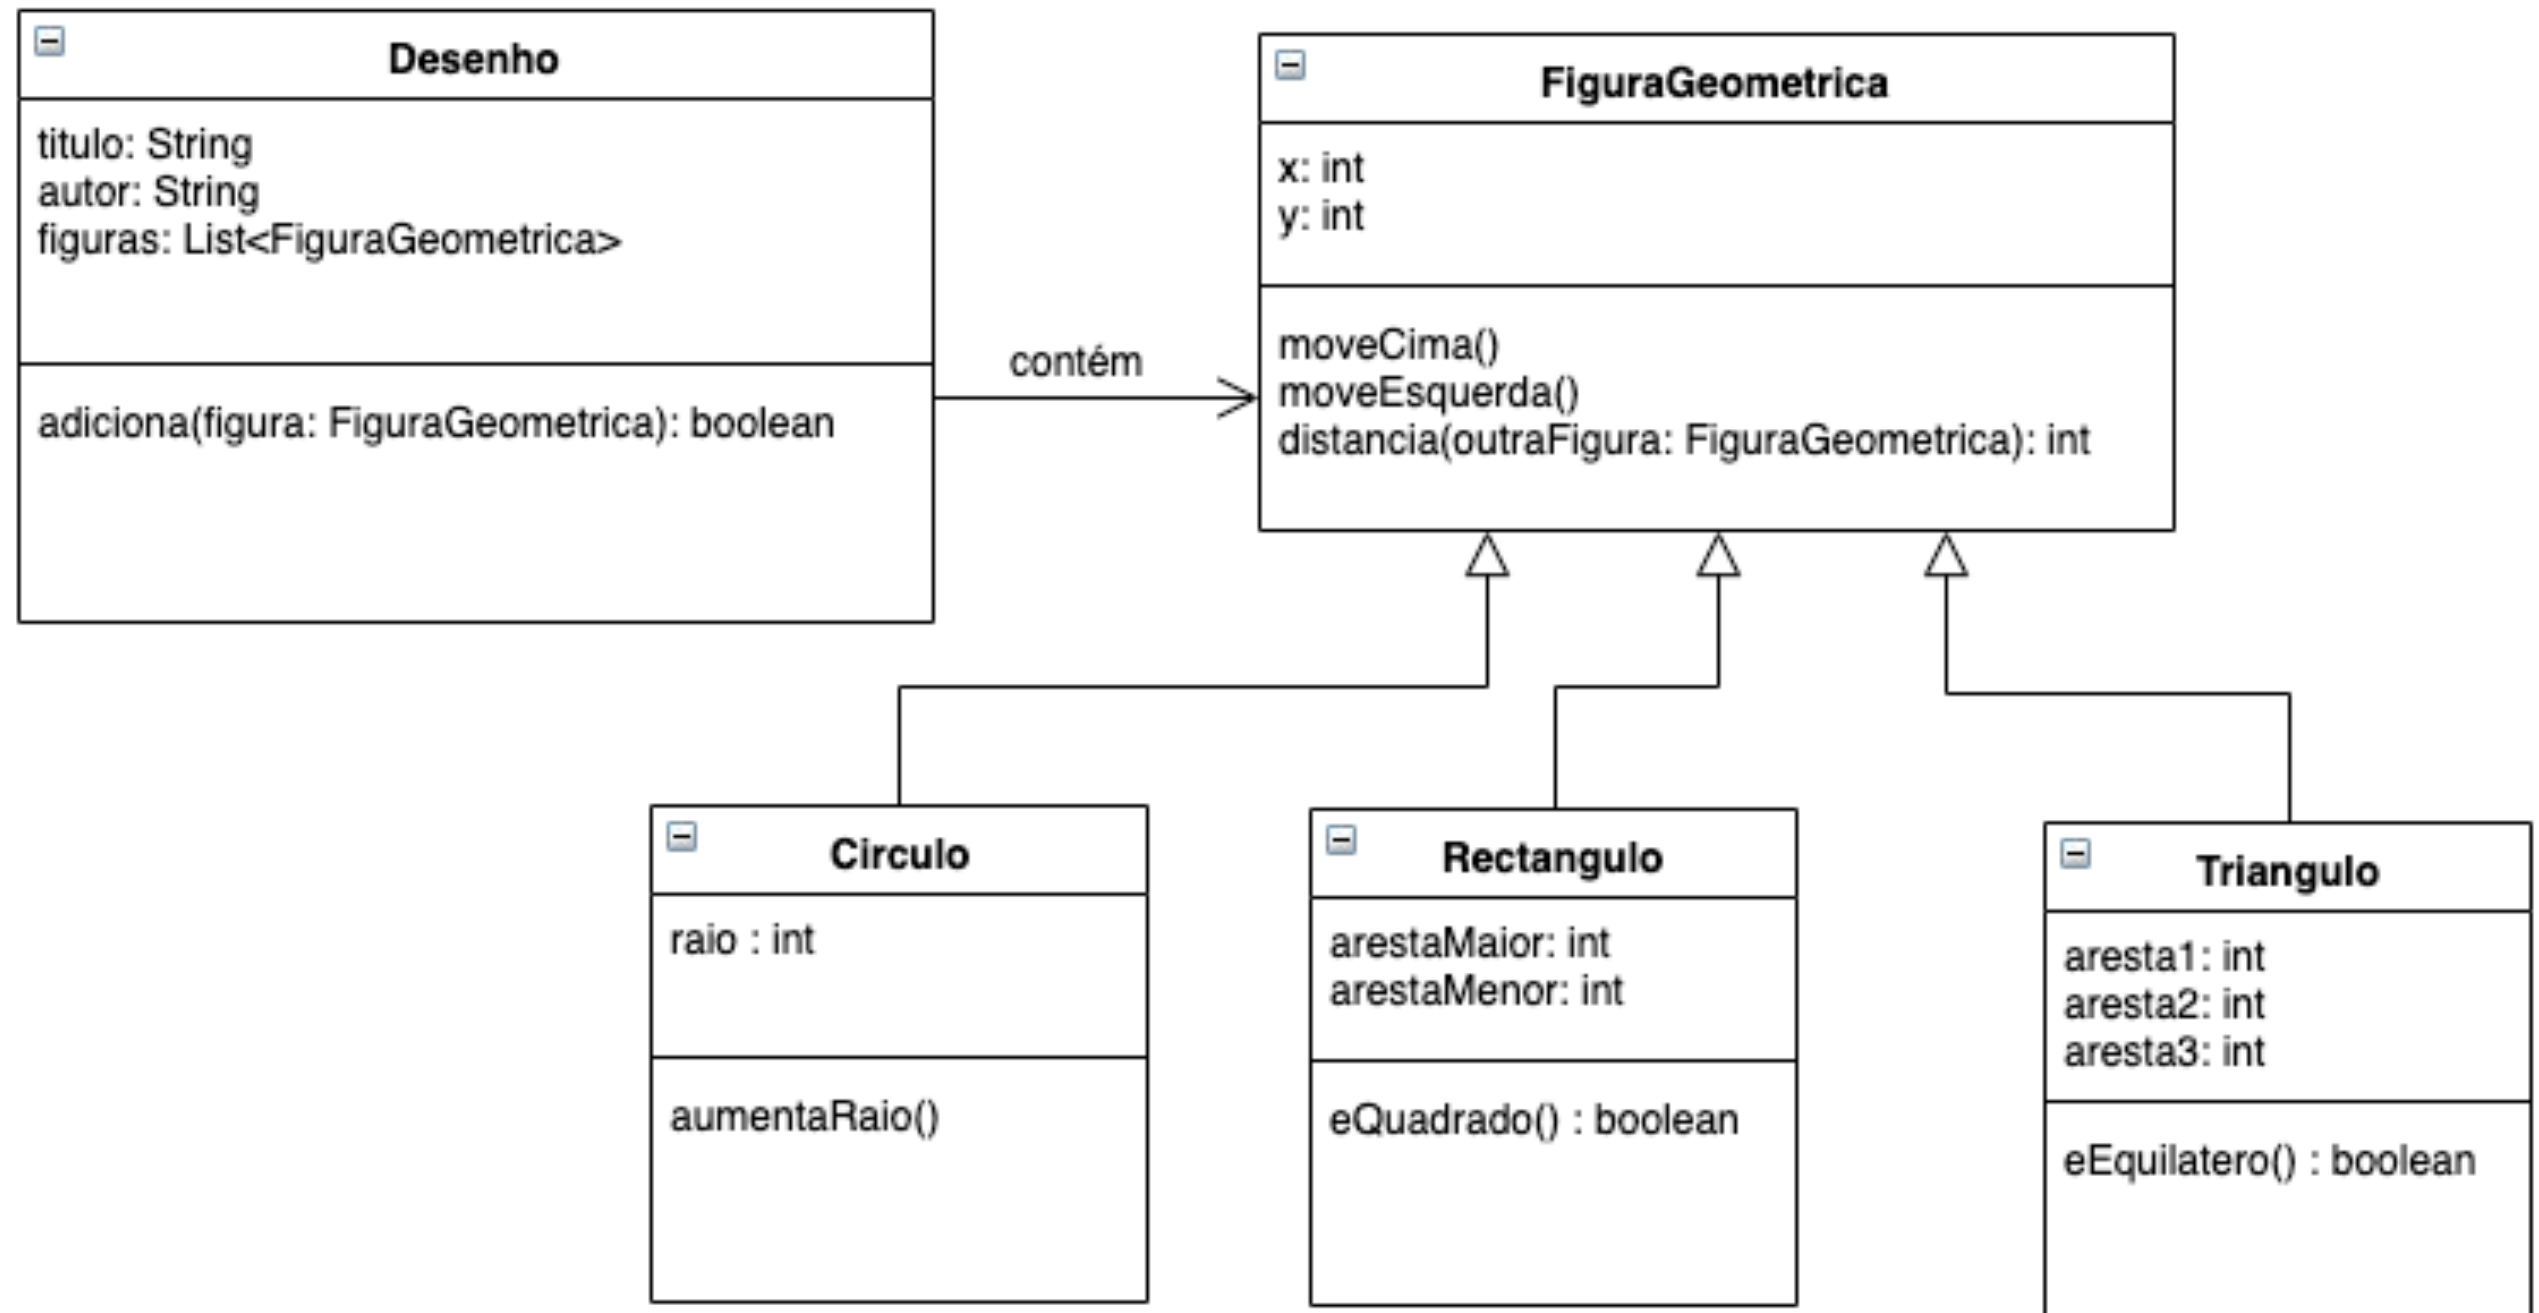 Desenho
titulo: String
autor: String
figuras: List<FiguraGeometrica>
adiciona(figura: FiguraGeometrica): boolean
contém
FiguraGeometrica
x: int
y: int
moveCima()
moveEsquerda()
distancia(outraFigura: FiguraGeometrica): int
Circulo
raio : int
aumentaRaio()
Rectangulo
arestaMaior: int
arestaMenor: int
eQuadrado() : boolean
Triangulo
aresta1: int
aresta2: int
aresta3: int
eEquilatero() : boolean